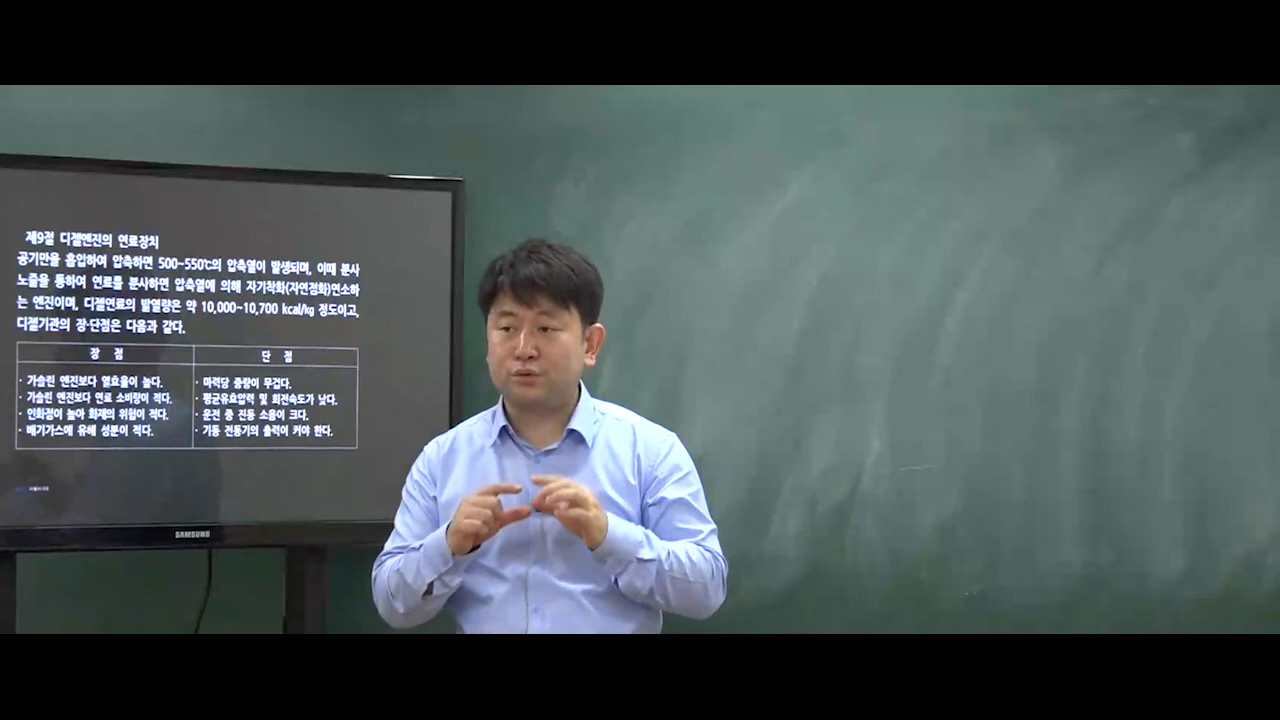 제9절 디젤엔진의 연료장치
공기만을 흡입하여 압축하면 500~550℃의 압축열이 발생되며, 이때 분사
노즐을 통하여 연료를 분사하면 압축열에 의해 자기착화(자연점화)연소하
는 엔진이며, 디젤연료의 발열량은 약 10,000~10,700 kcal/kg 정도이고,
디젤기관의 장·단점은 다음과 같다.
장 점
단 점
· 가솔린 엔진보다 열효율이 높다.
· 가솔린 엔진보다 연료 소비량이 적다.
· 인화점이 높아 화재의 위험이 적다.
· 배기가스에 유해 성분이 적다.
· 마력당 중량이 무겁다.
· 평균유효압력 및 회전속도가 낮다.
· 운전 중 진동 소음이 크다.
· 기동 전동기의 출력이 커야 한다.
SAMSUNG